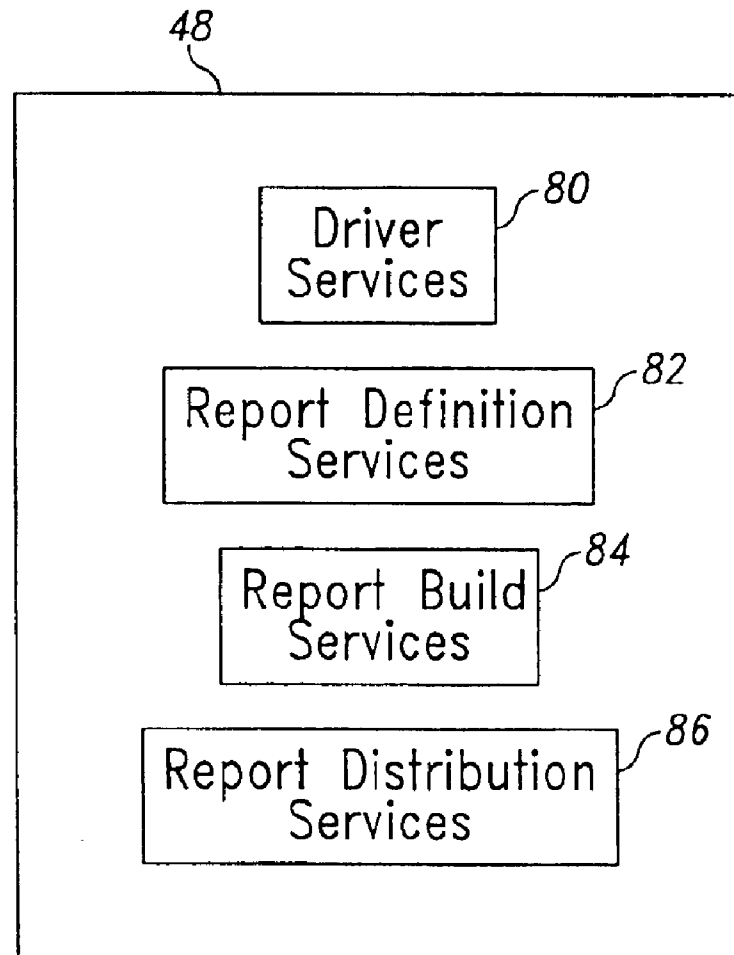 48
80
Driver
Services
82
Report Definition
Services
84
Report Build
Services
86
Report Distribution
Services